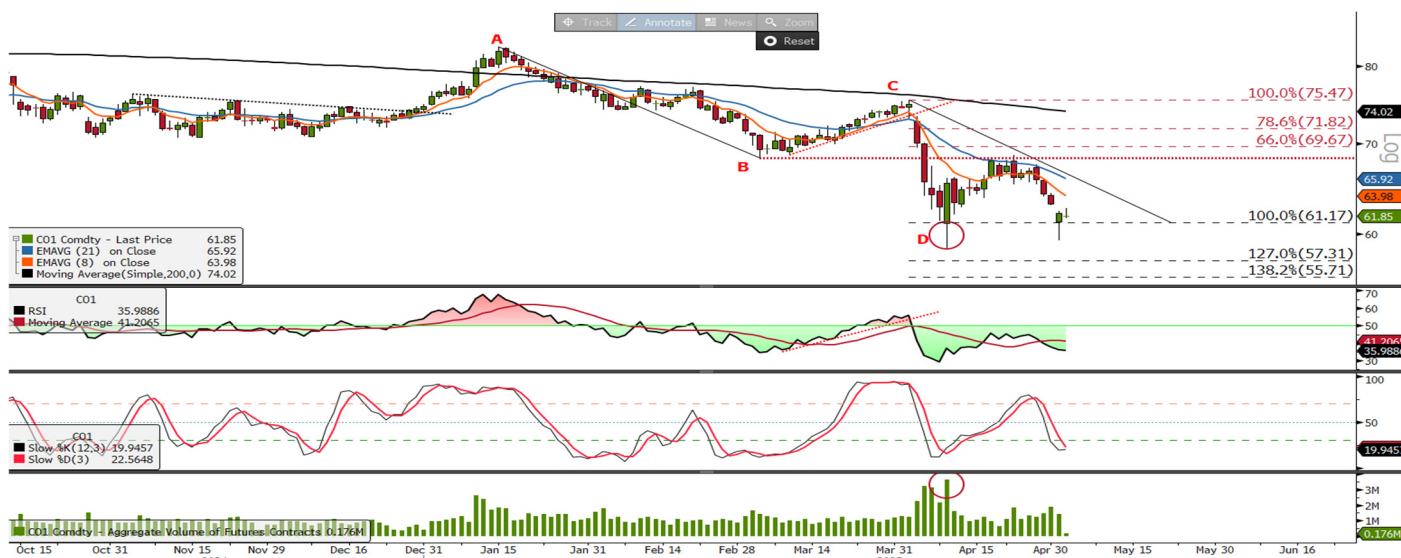 Track Annotate News Zoom
Reset
A
B
C
D
100.0%(75.47)
78.6%(71.82)
66.0%(69.67)
100.0%(61.17)
127.0%(57.31)
138.2%(55.71)
80
74.02
70
65.92
63.98
61.85
60
Log
CO1 Comdty - Last Price 61.85
EMAVG (21) on Close 65.92
EMAVG (8) on Close 63.98
Moving Average(Simple,200,0) 74.02
CO1
RSI 35.9886
Moving Average 41.2065
70
60
50
41.2065
35.9886
30
CO1
Slow %K(12,3) 19.9457
Slow %D(3) 22.5648
100
50
19.9457
CO1 Comdty - Aggregate Volume of Futures Contracts 0.176M
3M
2M
1M
0.176M
Oct 15 Oct 31 Nov 15 Nov 29 Dec 16 Dec 31 Jan 15 Jan 31 Feb 14 Feb 28 Mar 14 Mar 31 Apr 15 Apr 30 May 15 May 30 Jun 16